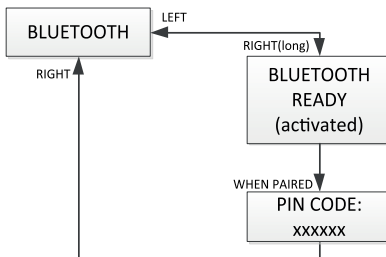 BLUETOOTH
LEFT
RIGHT(long)
RIGHT
BLUETOOTH
READY
(activated)
WHEN PAIRED
PIN CODE:
xxxxxx